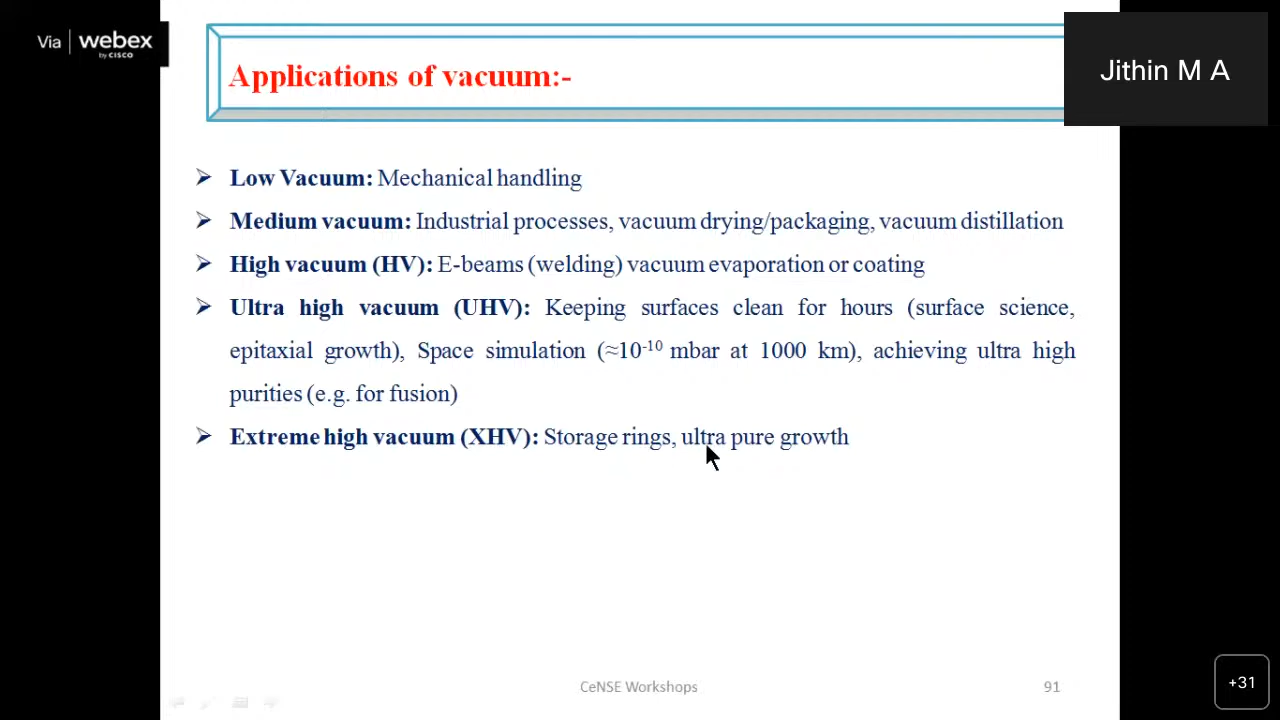 Via webex
by CISCO
Applications of vacuum:-
Jithin M A
Low Vacuum: Mechanical handling
Medium vacuum: Industrial processes, vacuum drying/packaging, vacuum distillation
High vacuum (HV): E-beams (welding) vacuum evaporation or coating
Ultra high vacuum (UHV): Keeping surfaces clean for hours (surface science,
epitaxial growth), Space simulation (≈10⁻¹⁰ mbar at 1000 km), achieving ultra high
purities (e.g. for fusion)
Extreme high vacuum (XHV): Storage rings, ultra pure growth
CeNSE Workshops
91
+31